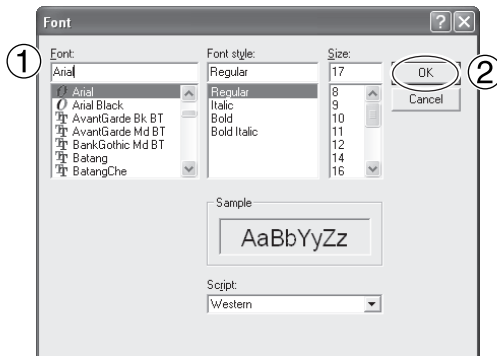 Font
Font: Font style: Size:
① Arial Regular 17 OK ②
Arial Regular 8 Cancel
Arial Black Italic 9
AvantGarde Bk BT Bold 10
AvantGarde Md BT Bold Italic 11
BankGothic Md BT 12
Batang 14
BatangChe 16
Sample
AaBbYyZz
Script:
Western